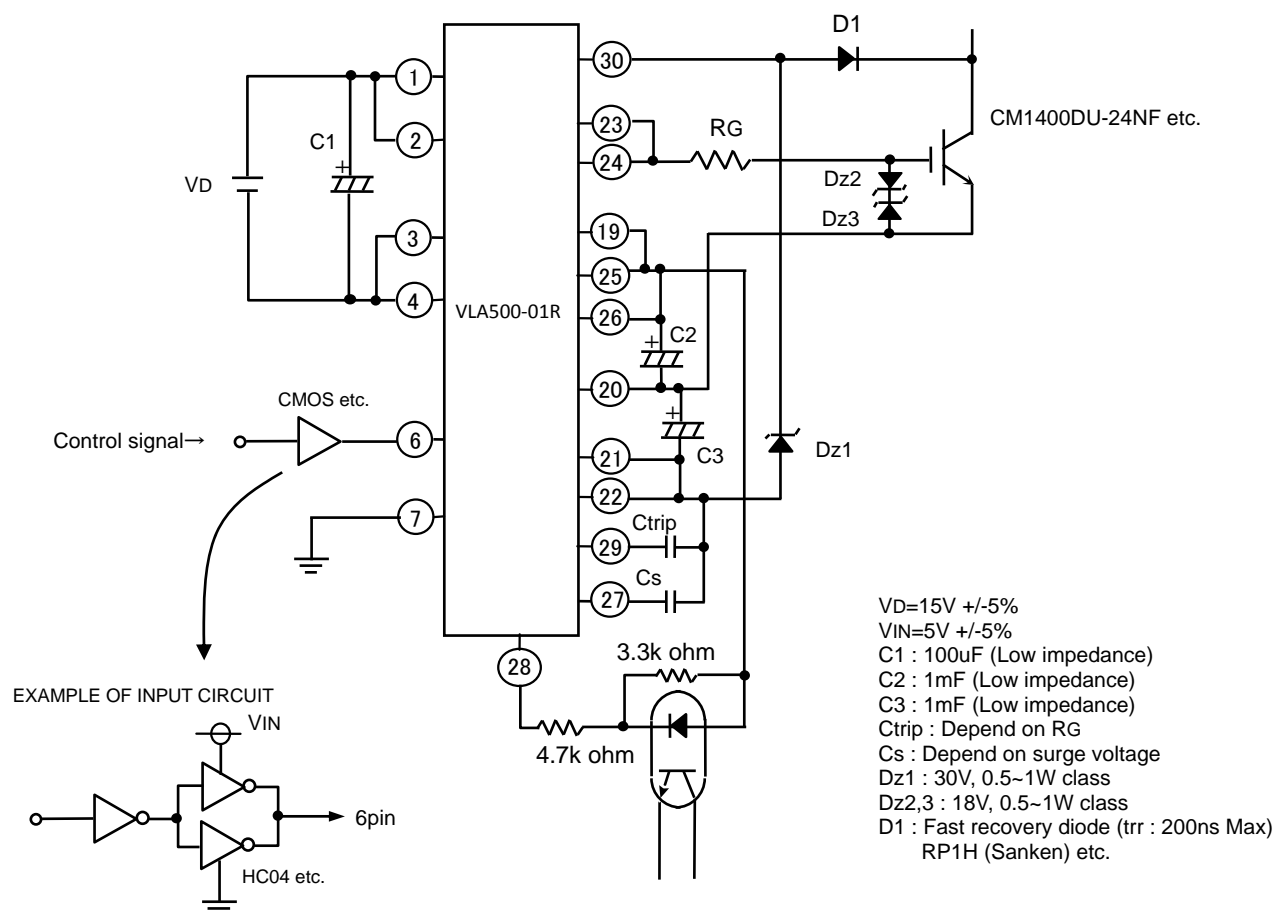 D1
30
CM1400DU-24NF etc.
1
23
RG
C1
+
2
24
Dz2
VD
Dz3
19
3
25
4
VLA500-01R
26
+
C2
20
CMOS etc.
+
Control signal→
6
21
C3
Dz1
22
7
Ctrip
29
Cs
27
28
3.3k ohm
4.7k ohm
EXAMPLE OF INPUT CIRCUIT
VIN
6pin
HC04 etc.
VD=15V +/-5%
VIN=5V +/-5%
C1 : 100uF (Low impedance)
C2 : 1mF (Low impedance)
C3 : 1mF (Low impedance)
Ctrip : Depend on RG
Cs : Depend on surge voltage
Dz1 : 30V, 0.5~1W class
Dz2,3 : 18V, 0.5~1W class
D1 : Fast recovery diode (trr : 200ns Max)
RP1H (Sanken) etc.